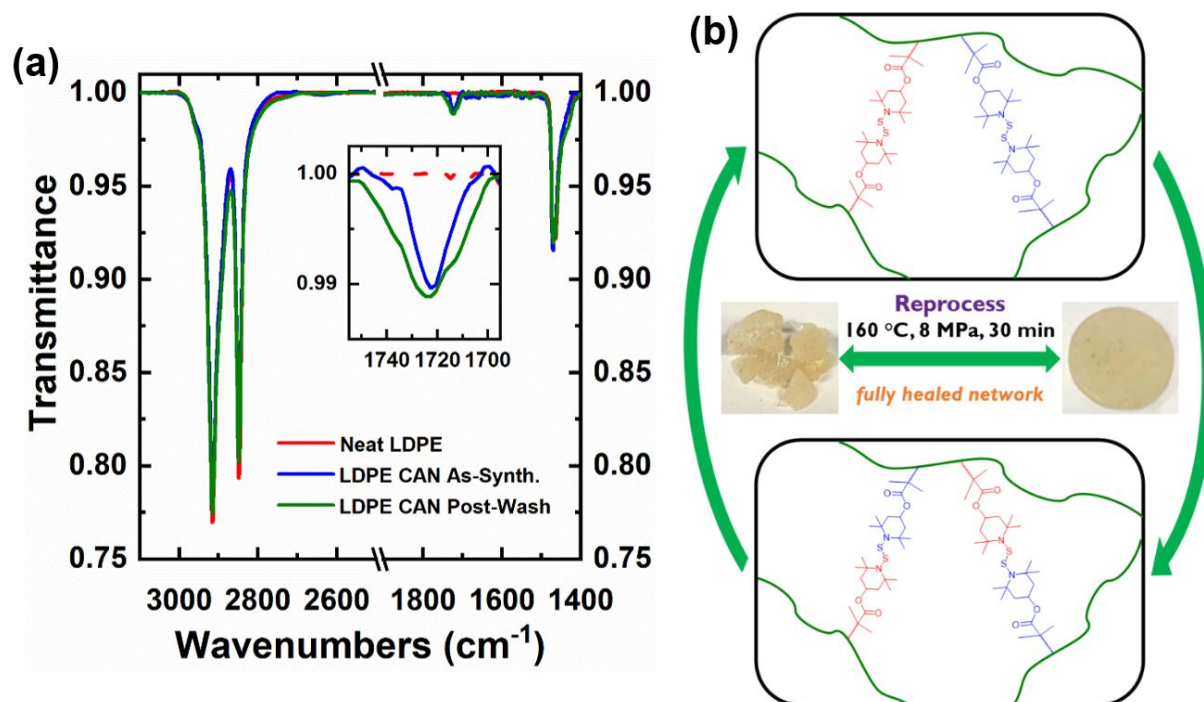 (a)
Transmittance
1.00
0.95
0.90
0.85
0.80
0.75
1.00
0.95
0.90
0.85
0.80
0.75
1.00
0.99
1740 1720 1700
Neat LDPE
LDPE CAN As-Synth.
LDPE CAN Post-Wash
3000 2800 2600 1800 1600 1400
Wavenumbers (cm⁻¹)
(b)
O
O
N
S
S
N
O
O
O
O
N
S
S
N
O
O
Reprocess
160 °C, 8 MPa, 30 min
fully healed network
O
O
N
S
S
N
O
O
O
O
N
S
S
N
O
O